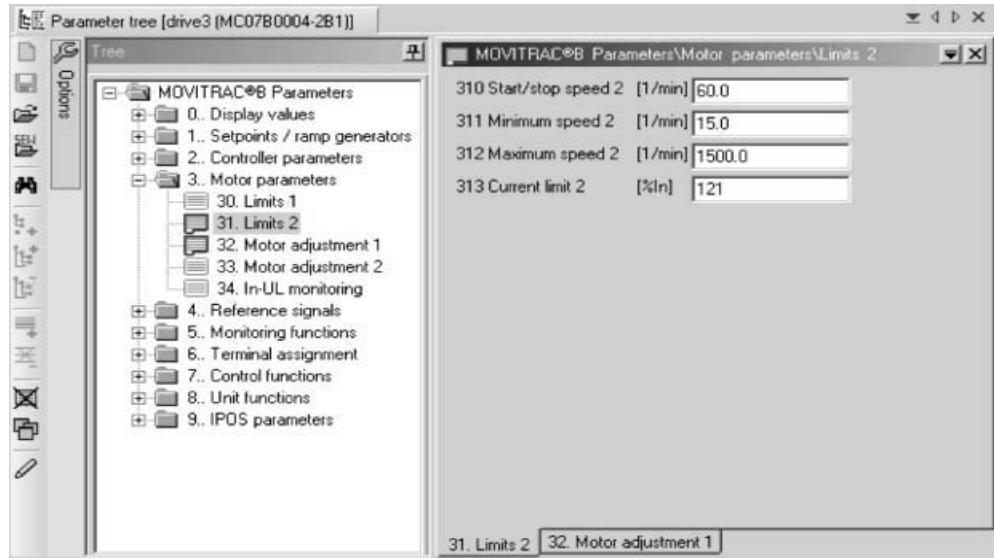 Parameter tree [drive3 (MC07B0004-2B1)]
Options
Tree
MOVITRAC®B Parameters
0.. Display values
1.. Setpoints / ramp generators
2.. Controller parameters
3.. Motor parameters
30. Limits 1
31. Limits 2
32. Motor adjustment 1
33. Motor adjustment 2
34. In-UL monitoring
4.. Reference signals
5.. Monitoring functions
6.. Terminal assignment
7.. Control functions
8.. Unit functions
9.. IPOS parameters
MOVITRAC®B Parameters\Motor parameters\Limits 2
310 Start/stop speed 2 [1/min] 60.0
311 Minimum speed 2 [1/min] 15.0
312 Maximum speed 2 [1/min] 1500.0
313 Current limit 2 [%In] 121
31. Limits 2 32. Motor adjustment 1